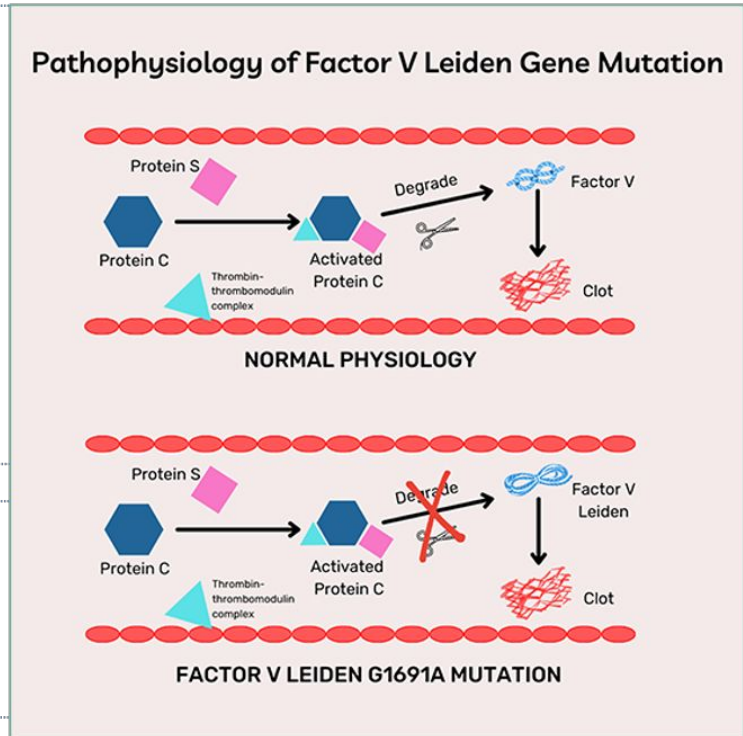 Pathophysiology of Factor V Leiden Gene Mutation
Protein S
Degrade
Factor V
Protein C
Activated
Protein C
Thrombin-
thrombomodulin
complex
Clot
NORMAL PHYSIOLOGY
Protein S
Degrade
Factor V
Leiden
Protein C
Activated
Protein C
Thrombin-
thrombomodulin
complex
Clot
FACTOR V LEIDEN G1691A MUTATION